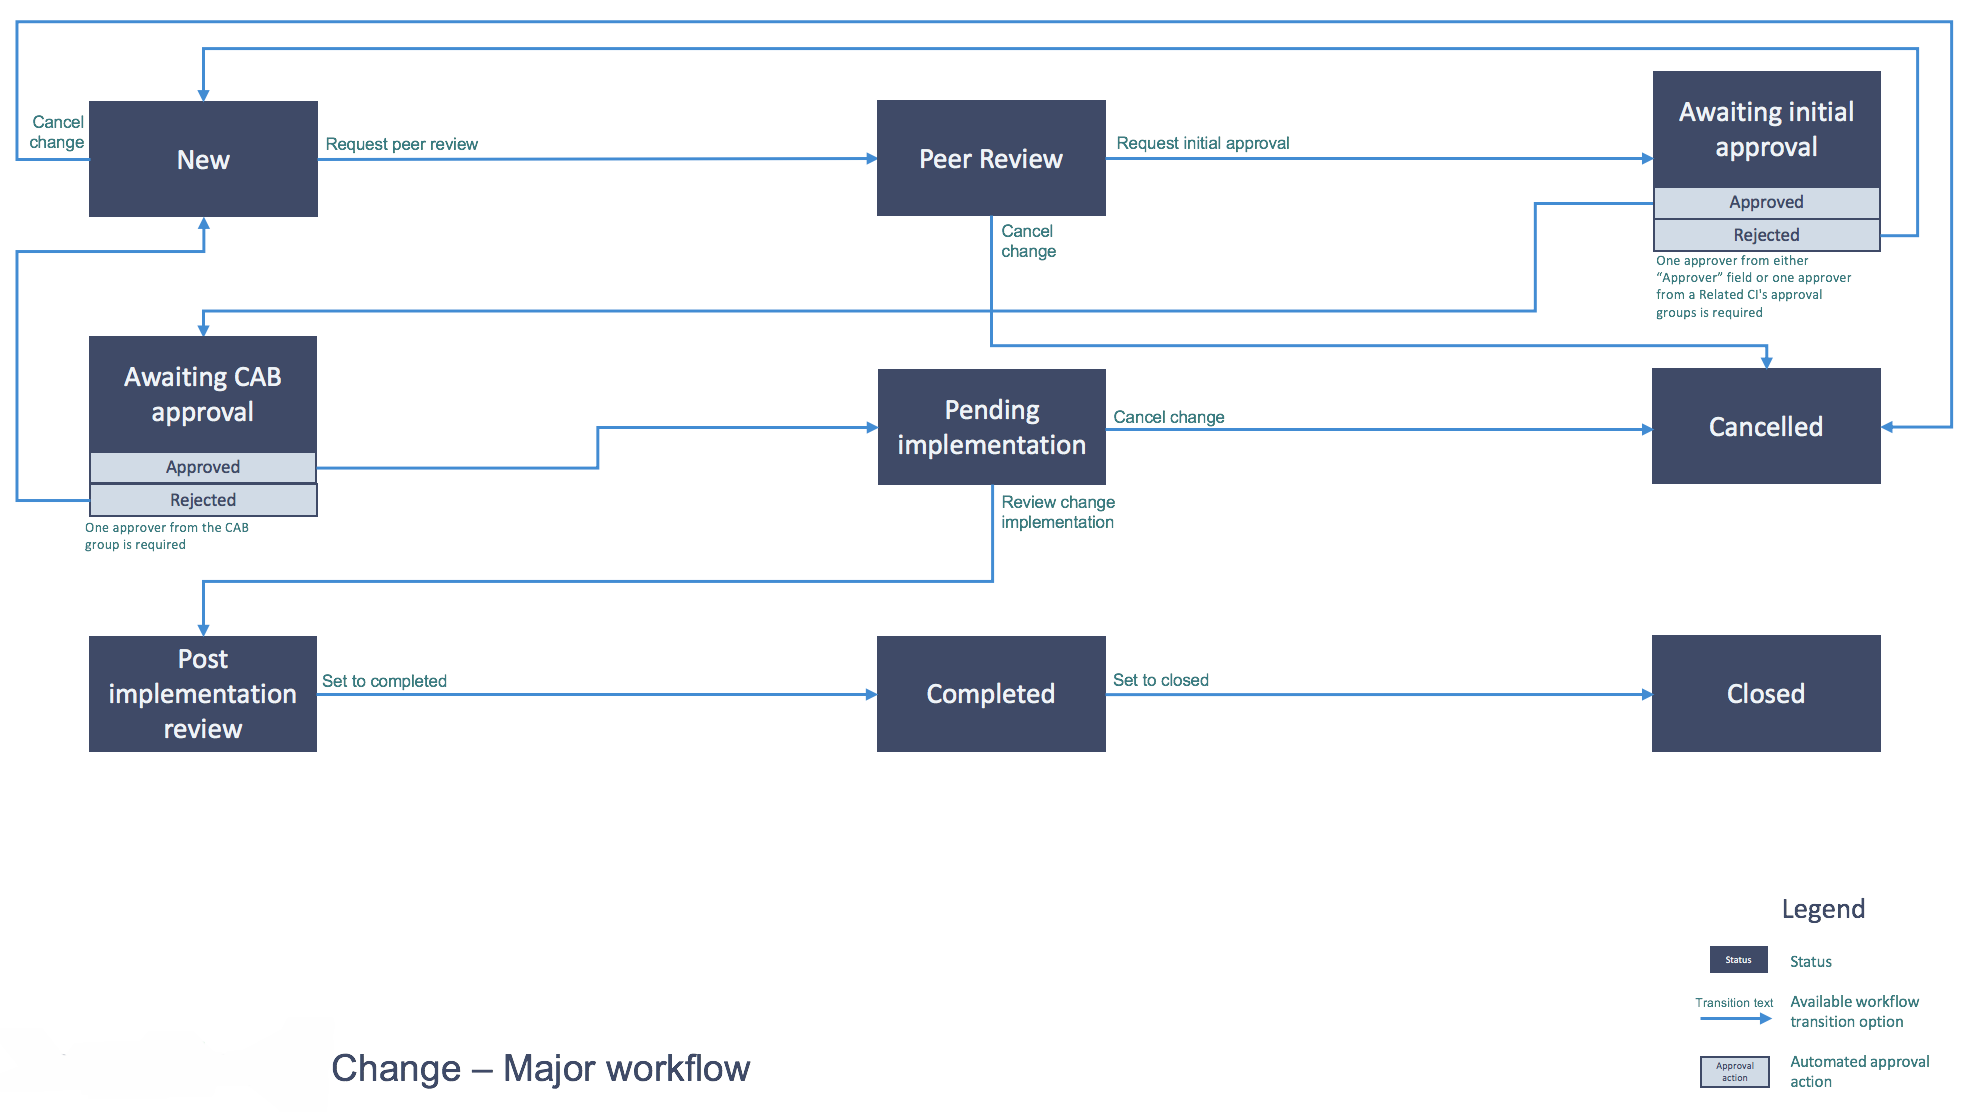 Cancel
change
New
Request peer review
Peer Review
Request initial approval
Awaiting initial
approval
Approved
Rejected
One approver from either
“Approver” field or one approver
from a Related CI's approval
groups is required
Cancel
change
Awaiting CAB
approval
Approved
Rejected
One approver from the CAB
group is required
Pending
implementation
Cancel change
Cancelled
Review change
implementation
Post
implementation
review
Set to completed
Completed
Set to closed
Closed
Legend
Status
Status
Transition text
Available workflow
transition option
Approval
action
Automated approval
action
Change – Major workflow